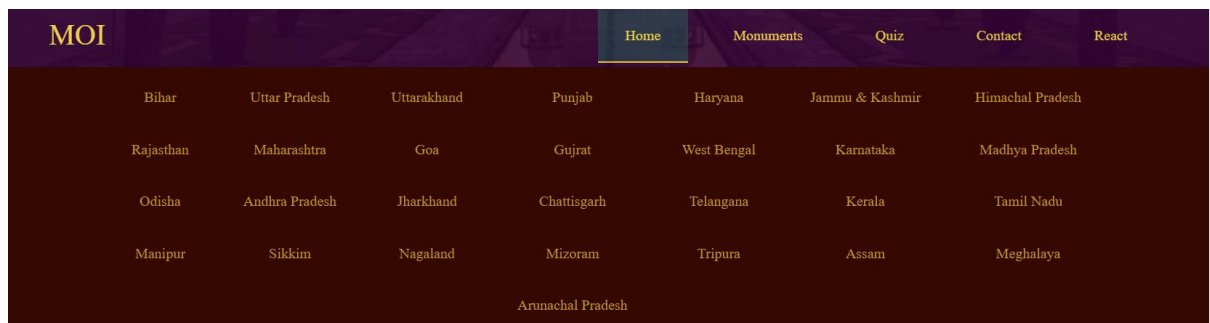 MOI Home Monuments Quiz Contact React
Bihar Uttar Pradesh Uttarakhand Punjab Haryana Jammu & Kashmir Himachal Pradesh
Rajasthan Maharashtra Goa Gujrat West Bengal Karnataka Madhya Pradesh
Odisha Andhra Pradesh Jharkhand Chattisgarh Telangana Kerala Tamil Nadu
Manipur Sikkim Nagaland Mizoram Tripura Assam Meghalaya
Arunachal Pradesh